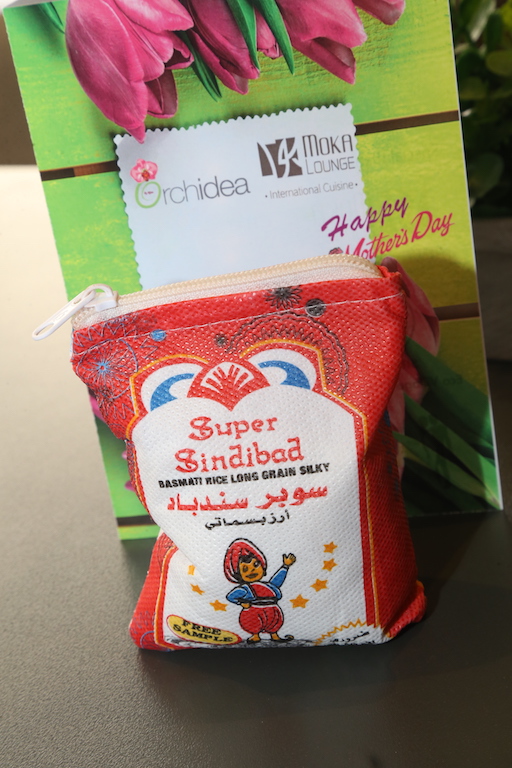 Orchidea
MOKA
LOUNGE
• International Cuisine •
Happy
Mother's Day
Super
Sindibad
BASMATI RICE LONG GRAIN SILKY
سوبر سندباد
أرز بسماتي
FREE
SAMPLE